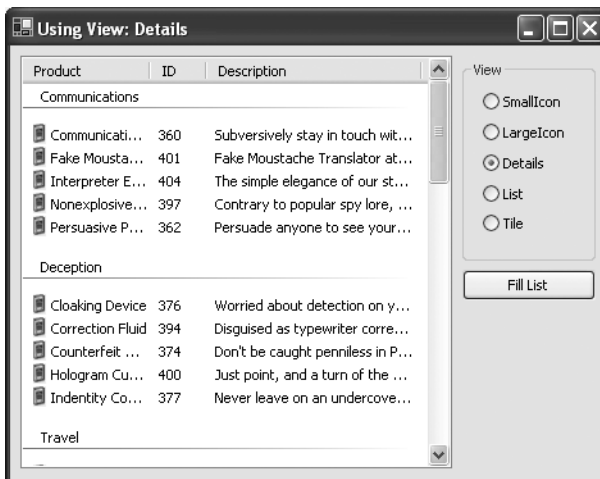 Using View: Details
Product ID Description
Communications
Communicati... 360 Subversively stay in touch wit...
Fake Mousta... 401 Fake Moustache Translator at...
Interpreter E... 404 The simple elegance of our st...
Nonexplosive... 397 Contrary to popular spy lore, ...
Persuasive P... 362 Persuade anyone to see your...
Deception
Cloaking Device 376 Worried about detection on y...
Correction Fluid 394 Disguised as typewriter corre...
Counterfeit ... 374 Don't be caught penniless in P...
Hologram Cu... 400 Just point, and a turn of the ...
Indentity Co... 377 Never leave on an undercove...
Travel
View
SmallIcon
LargeIcon
Details
List
Tile
Fill List